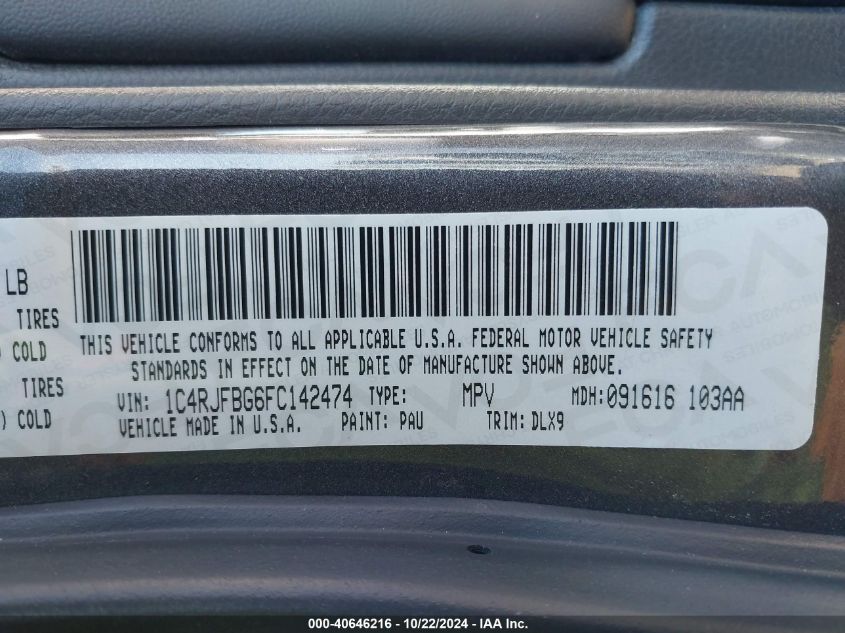 LB
TIRES
) COLD
TIRES
) COLD
THIS VEHICLE CONFORMS TO ALL APPLICABLE U.S.A. FEDERAL MOTOR VEHICLE SAFETY
STANDARDS IN EFFECT ON THE DATE OF MANUFACTURE SHOWN ABOVE.
VIN: 1C4RJFBG6FC142474 TYPE: MPV MDH:091616 103AA
VEHICLE MADE IN U.S.A. PAINT: PAU TRIM: DLX9
000-40646216 - 10/22/2024 - IAA Inc.